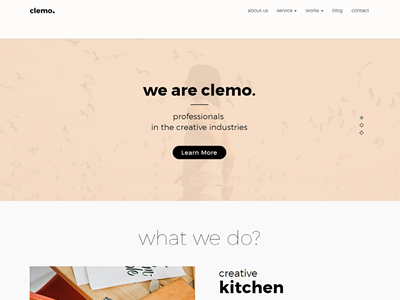 clemo.
about us service works blog contact
we are clemo.
professionals
in the creative industries
Learn More
what we do?
creative
kitchen